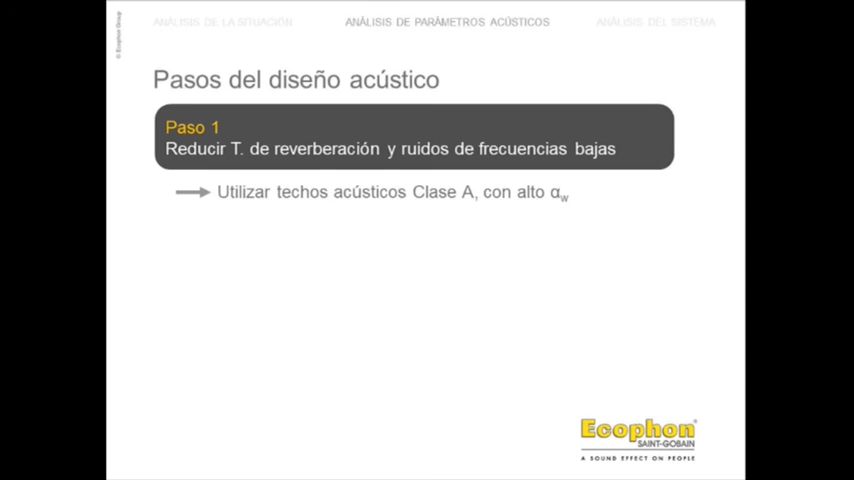 © Ecophon Group
ANÁLISIS DE LA SITUACIÓN
ANÁLISIS DE PARÁMETROS ACÚSTICOS
ANÁLISIS DEL SISTEMA
Pasos del diseño acústico
Paso 1
Reducir T. de reverberación y ruidos de frecuencias bajas
Utilizar techos acústicos Clase A, con alto αw
Ecophon®
SAINT-GOBAIN
A SOUND EFFECT ON PEOPLE